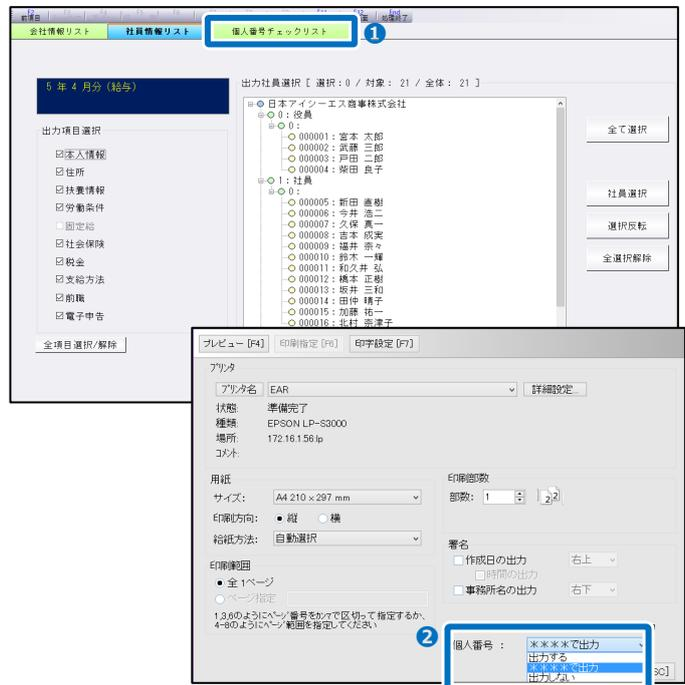 前項目
処理終了
会社情報リスト 社員情報リスト 個人番号チェックリスト 1
5 年 4 月分 (給与)
出力社員選択 [ 選択：0 / 対象： 21 / 全体： 21 ]
日本アイシーエス商事株式会社
0：役員
0：
000001：宮本 太郎
000002：武藤 三郎
000003：戸田 二郎
000004：柴田 良子
1：社員
0：
000005：新田 直樹
000006：今井 浩二
000007：久保 真一
000008：吉本 成実
000009：福井 奈々
000010：鈴木 一輝
000011：和久井 弘
000012：橋本 正樹
000013：坂井 三和
000014：田仲 晴子
000015：加藤 祐一
000016：北村 奈津子
出力項目選択
本人情報
住所
扶養情報
労働条件
固定給
社会保険
税金
支給方法
前職
電子申告
全項目選択/解除
全て選択
社員選択
選択反転
全選択解除
プレビュー [F4] 印刷指定 [F6] 印字設定 [F7]
プリンタ
プリンタ名 EAR 詳細設定...
状態: 準備完了
種類: EPSON LP-S3000
場所: 172.16.1.56:lp
コメント:
用紙
サイズ: A4 210 x 297 mm
印刷方向: 縦 横
給紙方法: 自動選択
印刷部数
部数: 1
印刷範囲
全 1ページ
ページ指定
1,3,6のようにページ番号をカンマで区切って指定するか、
4-8のようにページ範囲を指定してください
署名
作成日の出力 右上
時間の出力
事務所名の出力 右下
2
個人番号 ： ＊＊＊＊で出力
出力する
＊＊＊＊で出力
出力しない